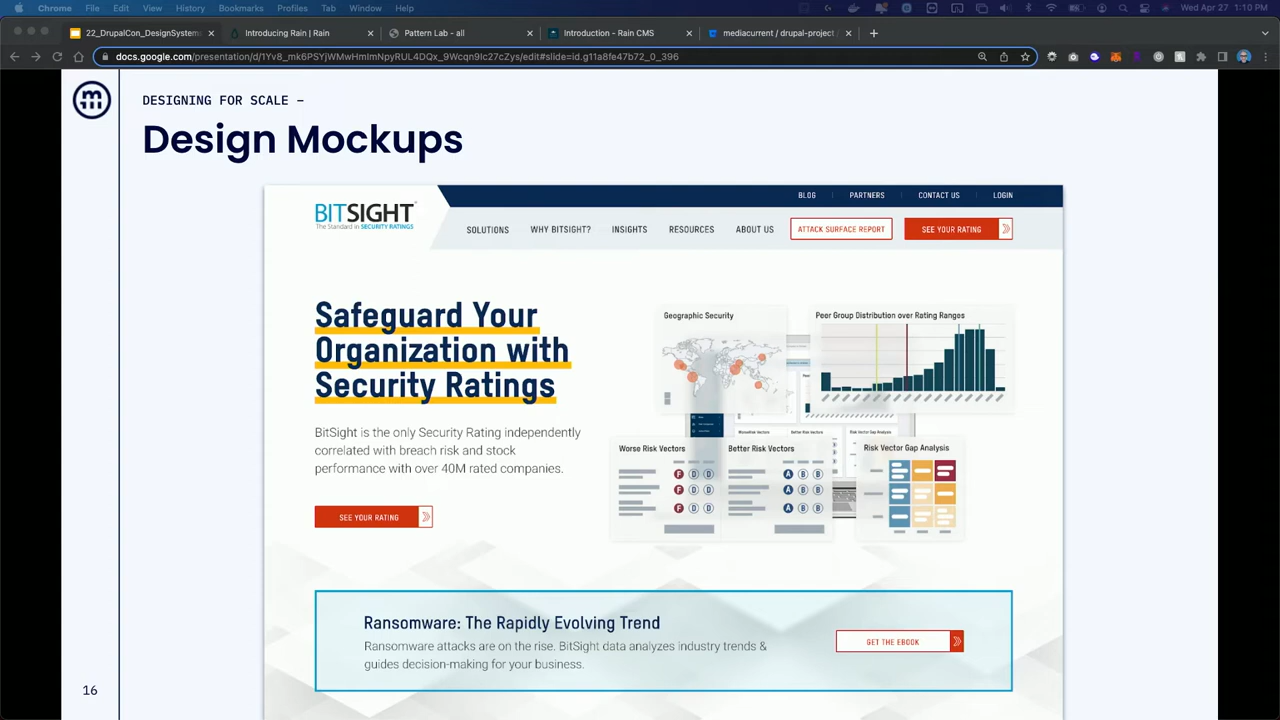 Chrome File Edit View History Bookmarks Profiles Tab Window Help Wed Apr 27 1:10 PM
22_DrupalCon_DesignSystem × Introducing Rain | Rain × Pattern Lab - all × Introduction - Rain CMS × mediacurrent / drupal-project / × +
docs.google.com/presentation/d/1Yv8_mk6PSYjWMwHmImNpyRUL4DQx_9Wcqn9Ic27cZys/edit#slide=id.g11a8fe47b72_0_396
DESIGNING FOR SCALE –
Design Mockups
BLOG PARTNERS CONTACT US LOGIN
BITSIGHT
The Standard in SECURITY RATINGS
SOLUTIONS WHY BITSIGHT? INSIGHTS RESOURCES ABOUT US ATTACK SURFACE REPORT SEE YOUR RATING
Safeguard Your
Organization with
Security Ratings
BitSight is the only Security Rating independently
correlated with breach risk and stock
performance with over 40M rated companies.
SEE YOUR RATING
Geographic Security
Peer Group Distribution over Rating Ranges
Worse Risk Vectors Better Risk Vectors
F D D A B B
F D D A B B
F D D A B B
Risk Vector Gap Analysis
Ransomware: The Rapidly Evolving Trend
Ransomware attacks are on the rise. BitSight data analyzes industry trends &
guides decision-making for your business.
GET THE EBOOK
16